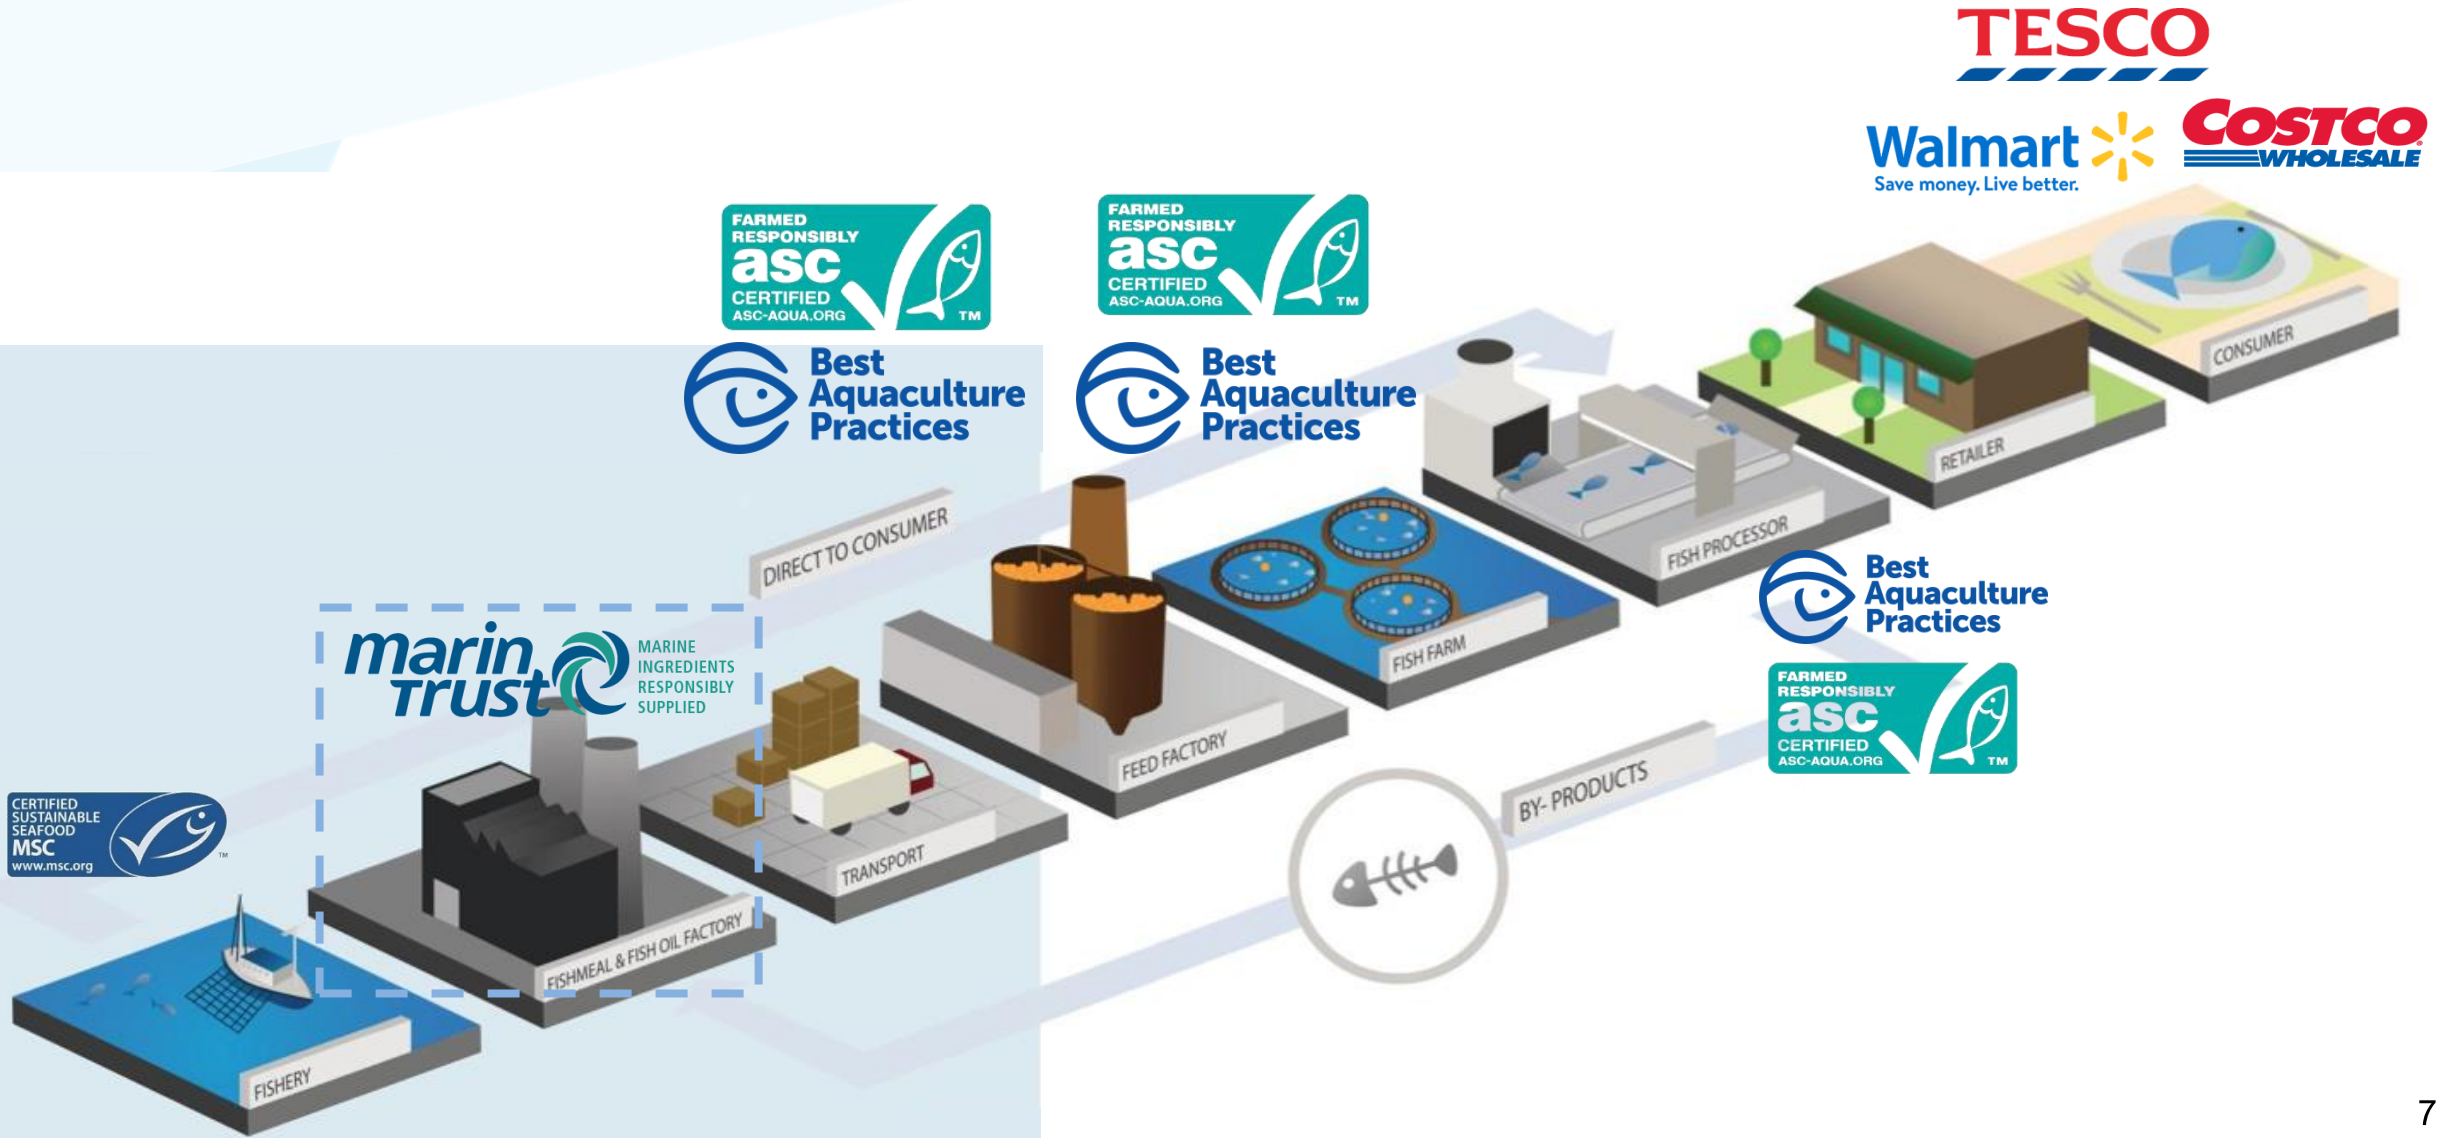 TESCO
Walmart
Save money. Live better.
COSTCO
WHOLESALE
FARMED
RESPONSIBLY
asc
CERTIFIED
ASC-AQUA.ORG
TM
FARMED
RESPONSIBLY
asc
CERTIFIED
ASC-AQUA.ORG
TM
Best
Aquaculture
Practices
Best
Aquaculture
Practices
CONSUMER
RETAILER
DIRECT TO CONSUMER
FISH PROCESSOR
Best
Aquaculture
Practices
FARMED
RESPONSIBLY
asc
CERTIFIED
ASC-AQUA.ORG
TM
marin
Trust
MARINE
INGREDIENTS
RESPONSIBLY
SUPPLIED
FISH FARM
FEED FACTORY
BY- PRODUCTS
TRANSPORT
CERTIFIED
SUSTAINABLE
SEAFOOD
MSC
www.msc.org
TM
FISHMEAL & FISH OIL FACTORY
FISHERY
7